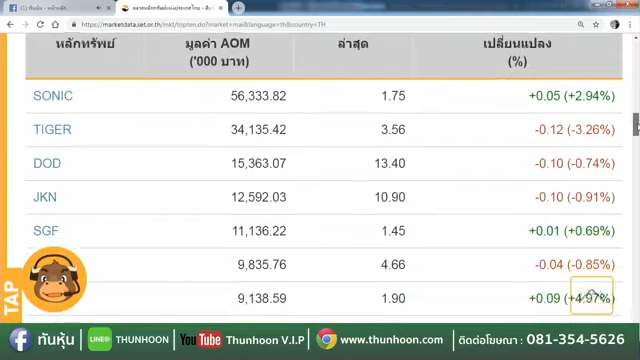 ทันหุ้น - หน้าหลัก
ตลาดหลักทรัพย์แห่งประเทศไทย - สิน
https://marketdata.set.or.th/mkt/topten.do?market=mai&language=th&country=TH
หลักทรัพย์ มูลค่า AOM ล่าสุด เปลี่ยนแปลง
('000 บาท) (%)
SONIC 56,333.82 1.75 +0.05 (+2.94%)
TIGER 34,135.42 3.56 -0.12 (-3.26%)
DOD 15,363.07 13.40 -0.10 (-0.74%)
JKN 12,592.03 10.90 -0.10 (-0.91%)
SGF 11,136.22 1.45 +0.01 (+0.69%)
9,835.76 4.66 -0.04 (-0.85%)
9,138.59 1.90 +0.09 (+4.97%)
TAP
ทันหุ้น LINE@ THUNHOON YouTube Thunhoon V.I.P www.thunhoon.com ติดต่อโฆษณา : 081-354-5626